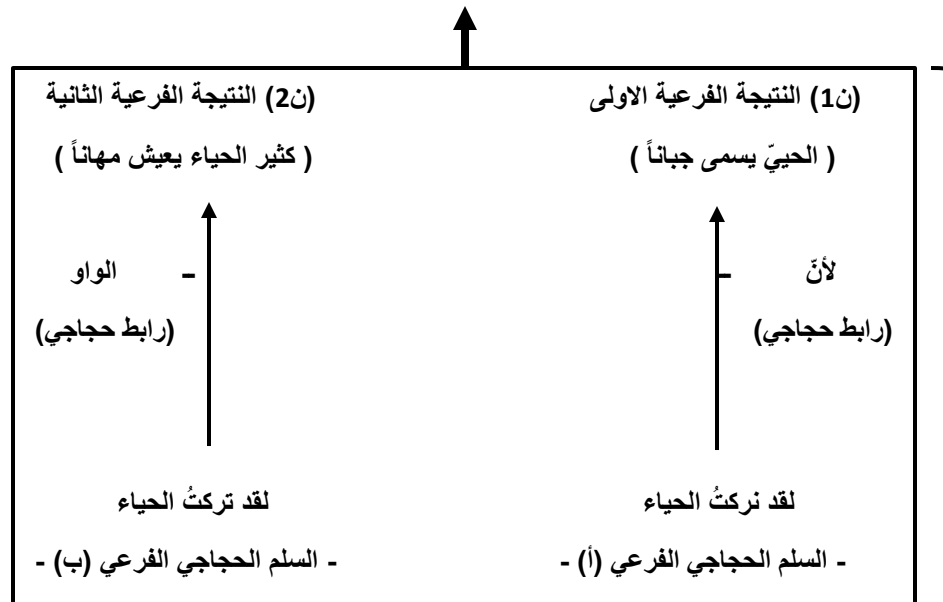 (ن1) النتيجة الفرعية الاولى
( الحييّ يسمى جباناً )
لأنّ
(رابط حجاجي)
لقد نركتُ الحياء
- السلم الحجاجي الفرعي (أ) -
(ن2) النتيجة الفرعية الثانية
( كثير الحياء يعيش مهاناً )
الواو
(رابط حجاجي)
لقد تركتُ الحياء
- السلم الحجاجي الفرعي (ب) -